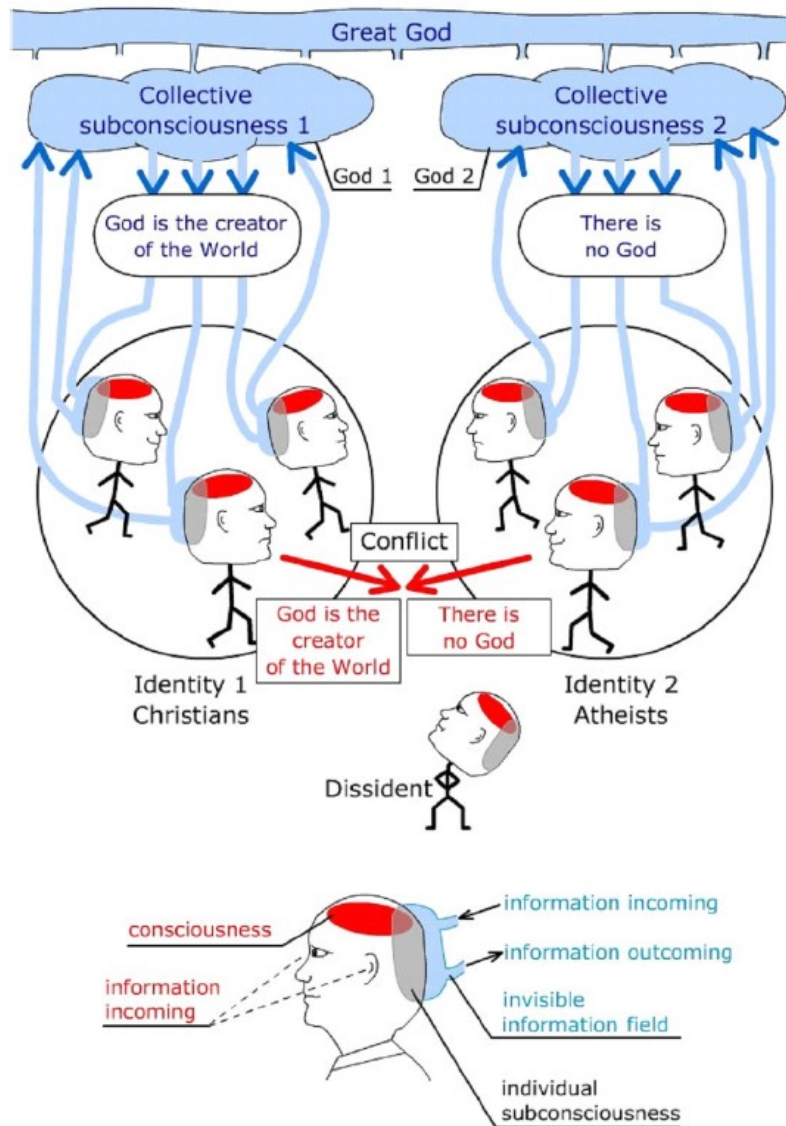 Great God
Collective
subconsciousness 1
Collective
subconsciousness 2
God 1
God 2
God is the creator
of the World
There is
no God
Conflict
God is the
creator
of the World
There is
no God
Identity 1
Christians
Identity 2
Atheists
Dissident
consciousness
information
incoming
information incoming
information outcoming
invisible
information field
individual
subconsciousness